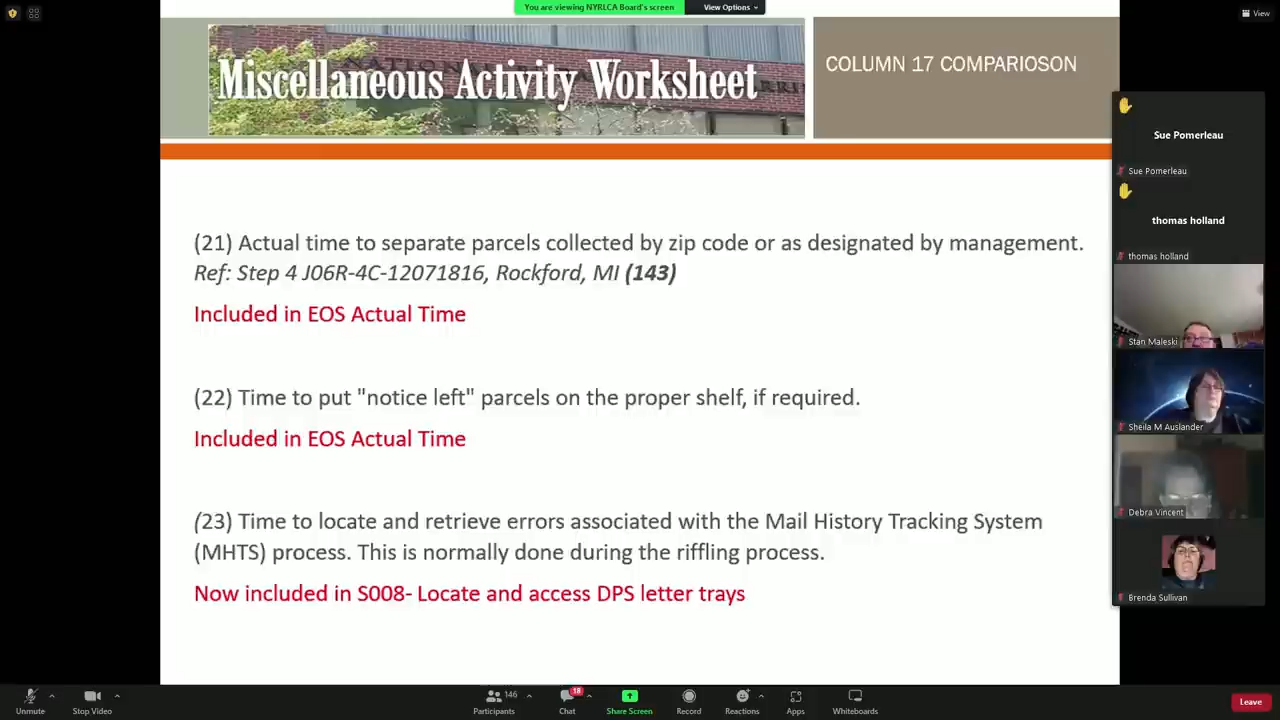 You are viewing NYRLCA Board's screen
View Options
View
Miscellaneous Activity Worksheet
COLUMN 17 COMPARIOSON
Sue Pomerleau
Sue Pomerleau
thomas holland
thomas holland
Stan Maleski
Sheila M Auslander
Debra Vincent
Brenda Sullivan
(21) Actual time to separate parcels collected by zip code or as designated by management.
Ref: Step 4 J06R-4C-12071816, Rockford, MI (143)
Included in EOS Actual Time
(22) Time to put "notice left" parcels on the proper shelf, if required.
Included in EOS Actual Time
(23) Time to locate and retrieve errors associated with the Mail History Tracking System
(MHTS) process. This is normally done during the riffling process.
Now included in S008- Locate and access DPS letter trays
Unmute
Stop Video
146
Participants
18
Chat
Share Screen
Record
Reactions
Apps
Whiteboards
Leave